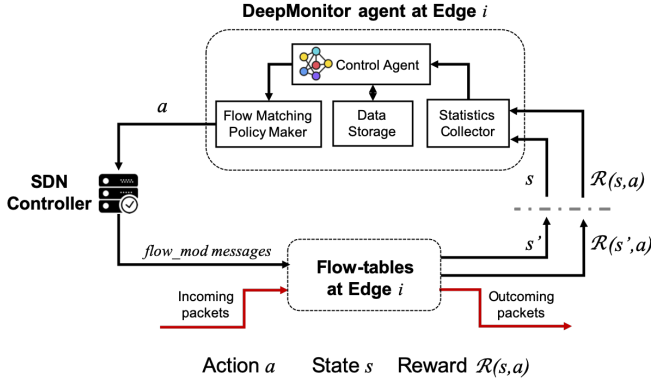 DeepMonitor agent at Edge i
Control Agent
a
Flow Matching
Policy Maker
Data
Storage
Statistics
Collector
SDN
Controller
s
ℛ(s,a)
s'
ℛ(s',a)
flow_mod messages
Flow-tables
at Edge i
Incoming
packets
Outcoming
packets
Action a State s Reward ℛ(s,a)